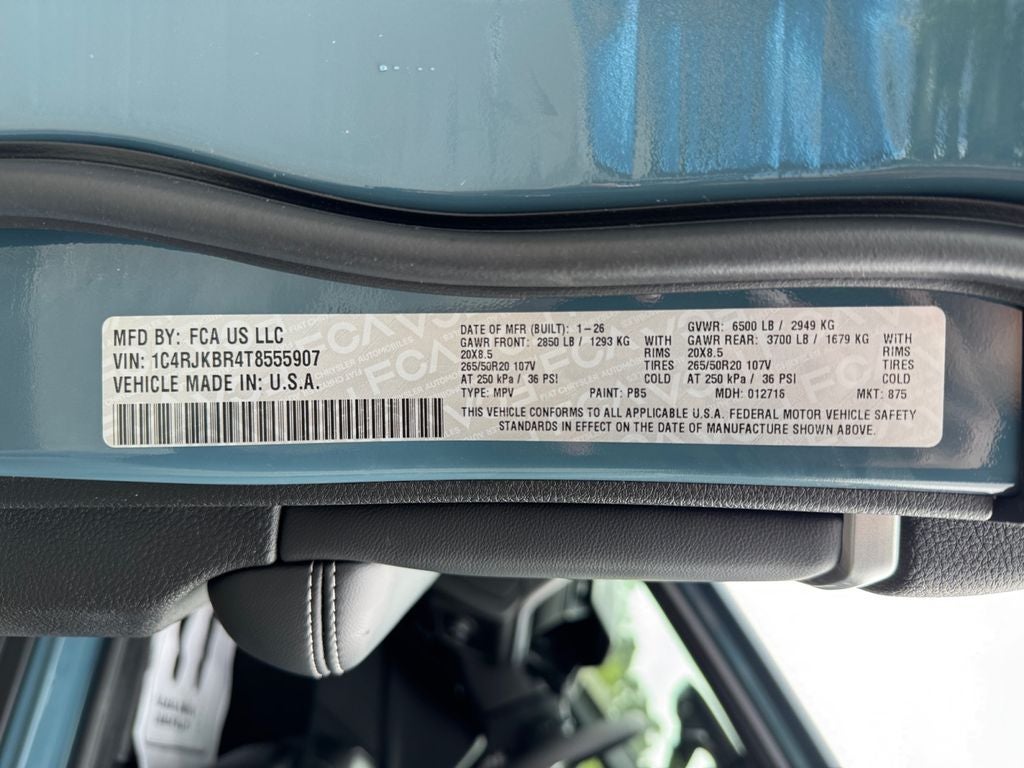 MFD BY: FCA US LLC
VIN: 1C4RJKBR4T8555907
VEHICLE MADE IN: U.S.A.
DATE OF MFR (BUILT): 1-26 GVWR: 6500 LB / 2949 KG
GAWR FRONT: 2850 LB / 1293 KG WITH GAWR REAR: 3700 LB / 1679 KG WITH
20X8.5 RIMS 20X8.5 RIMS
265/50R20 107V TIRES 265/50R20 107V TIRES
AT 250 kPa / 36 PSI COLD AT 250 kPa / 36 PSI COLD
TYPE: MPV PAINT: PB5 MDH: 012716 MKT: 875
THIS VEHICLE CONFORMS TO ALL APPLICABLE U.S.A. FEDERAL MOTOR VEHICLE SAFETY
STANDARDS IN EFFECT ON THE DATE OF MANUFACTURE SHOWN ABOVE.